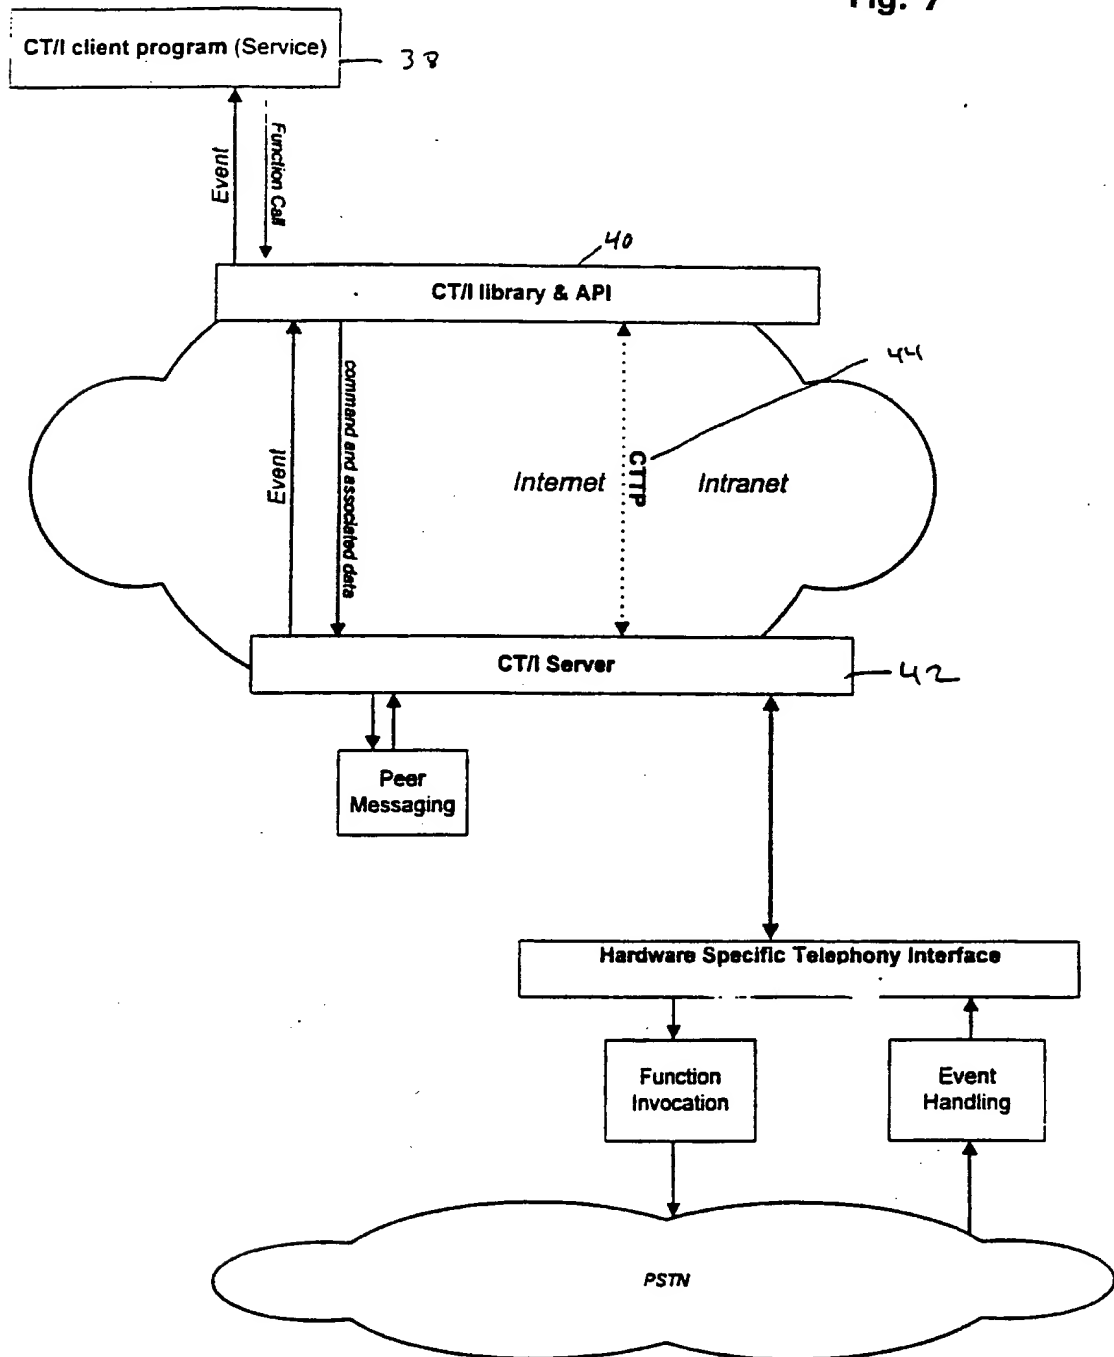 Fig. 7
CT/I client program (Service)
38
Event
Function Call
40
CT/I library & API
44
Event
command and associated data
Internet
CTTP
Intranet
CT/I Server
42
Peer
Messaging
Hardware Specific Telephony Interface
Function
Invocation
Event
Handling
PSTN